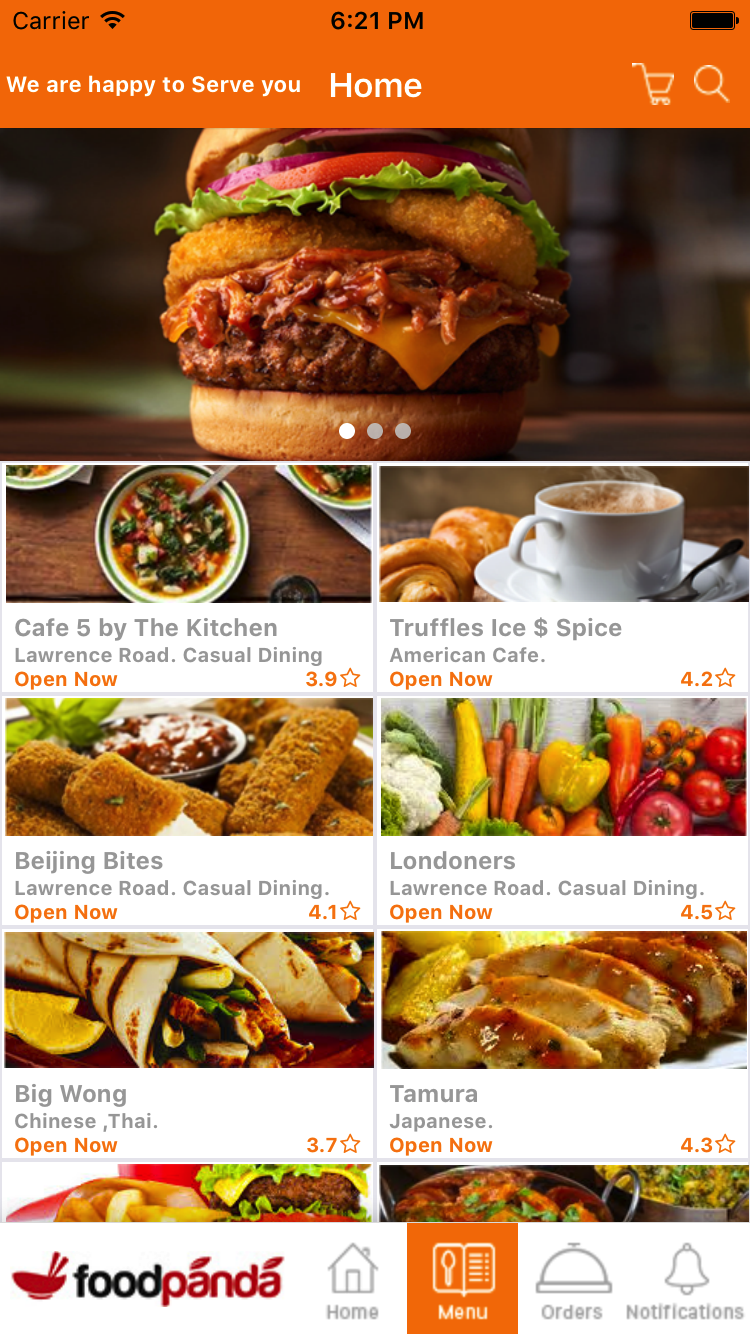 Carrier 6:21 PM
We are happy to Serve you Home
Cafe 5 by The Kitchen
Lawrence Road. Casual Dining
Open Now 3.9
Truffles Ice $ Spice
American Cafe.
Open Now 4.2
Beijing Bites
Lawrence Road. Casual Dining.
Open Now 4.1
Londoners
Lawrence Road. Casual Dining.
Open Now 4.5
Big Wong
Chinese ,Thai.
Open Now 3.7
Tamura
Japanese.
Open Now 4.3
foodpanda
Home Menu Orders Notifications